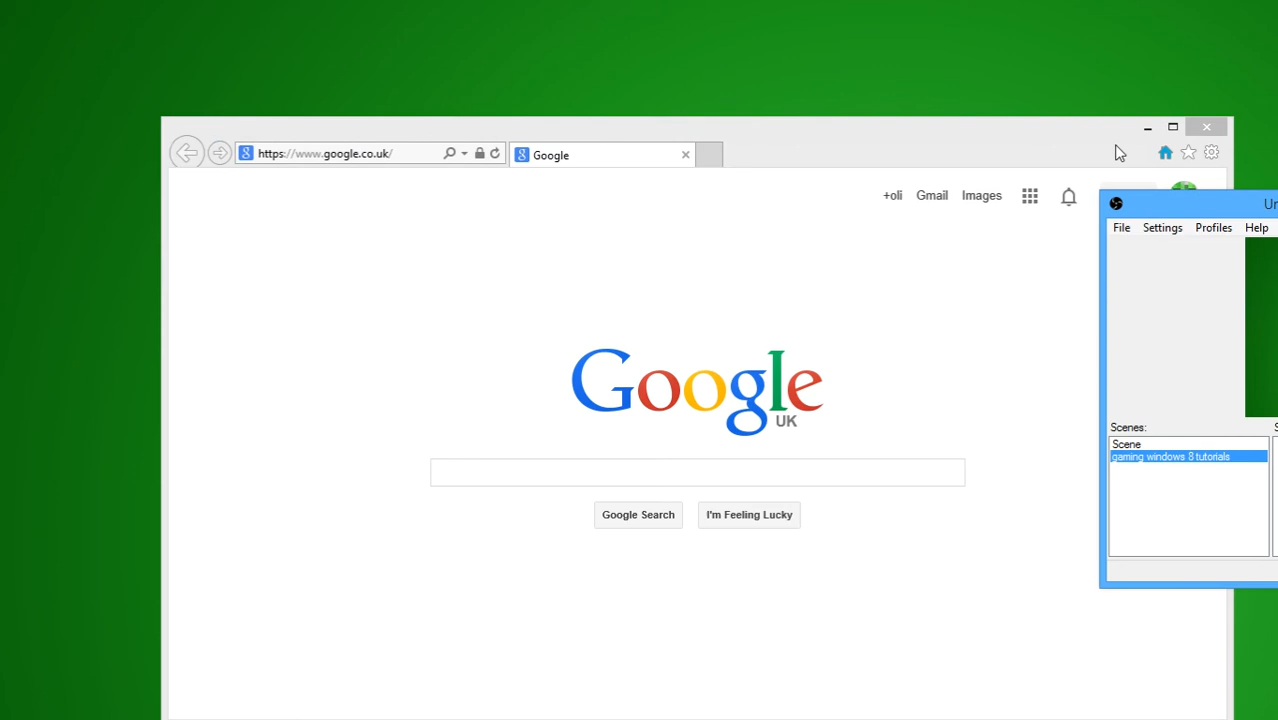 https://www.google.co.uk/
Google
+oli Gmail Images
Un
File Settings Profiles Help
Google
UK
Google Search I'm Feeling Lucky
Scenes:
Scene
gaming windows 8 tutorials